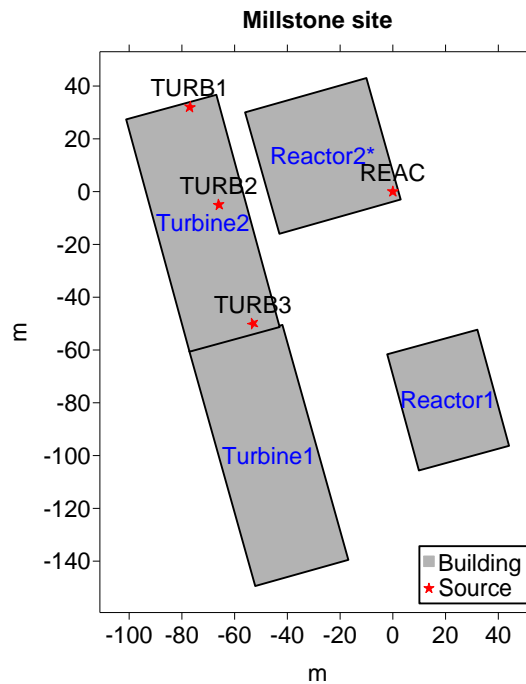 Millstone site
40
20
0
-20
-40
-60
-80
-100
-120
-140
m
TURB1
Reactor2*
REAC
TURB2
Turbine2
TURB3
Reactor1
Turbine1
Building
Source
-100 -80 -60 -40 -20 0 20 40
m